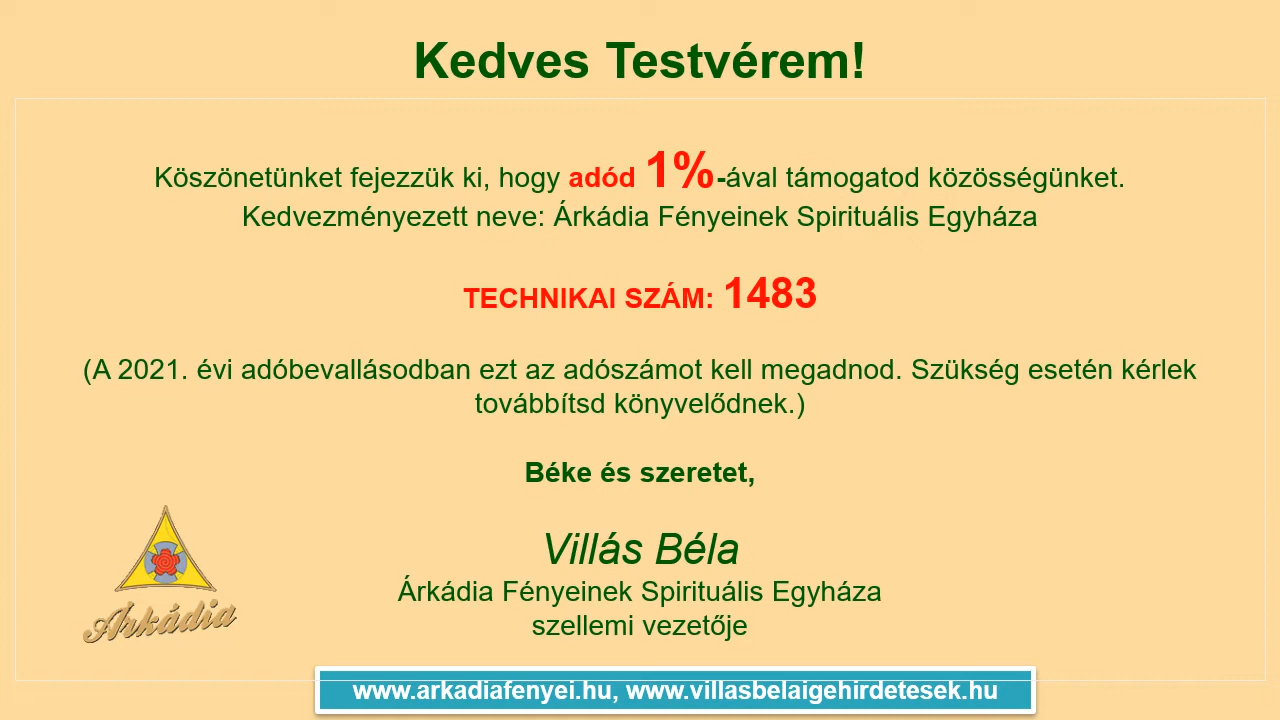 Kedves Testvérem!
Köszönetünket fejezzük ki, hogy adód 1%-ával támogatod közösségünket.
Kedvezményezett neve: Árkádia Fényeinek Spirituális Egyháza
TECHNIKAI SZÁM: 1483
(A 2021. évi adóbevallásodban ezt az adószámot kell megadnod. Szükség esetén kérlek
továbbítsd könyvelődnek.)
Béke és szeretet,
Villás Béla
Árkádia Fényeinek Spirituális Egyháza
szellemi vezetője
Árkádia
www.arkadiafenyei.hu, www.villasbelaigehirdetesek.hu